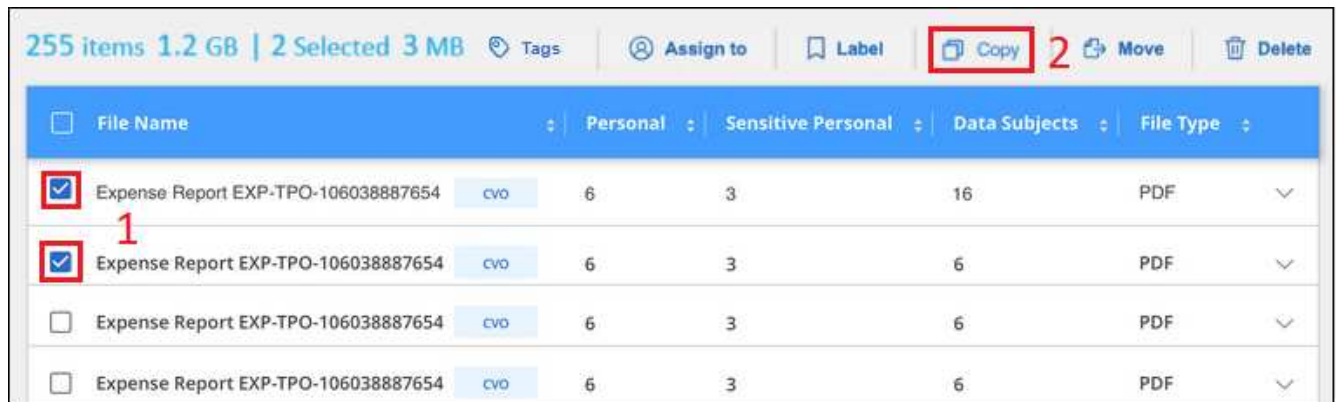 255 items 1.2 GB | 2 Selected 3 MB Tags Assign to Label Copy 2 Move Delete
File Name Personal Sensitive Personal Data Subjects File Type
Expense Report EXP-TPO-106038887654 CVO 6 3 16 PDF
1
Expense Report EXP-TPO-106038887654 CVO 6 3 6 PDF
Expense Report EXP-TPO-106038887654 CVO 6 3 6 PDF
Expense Report EXP-TPO-106038887654 CVO 6 3 6 PDF